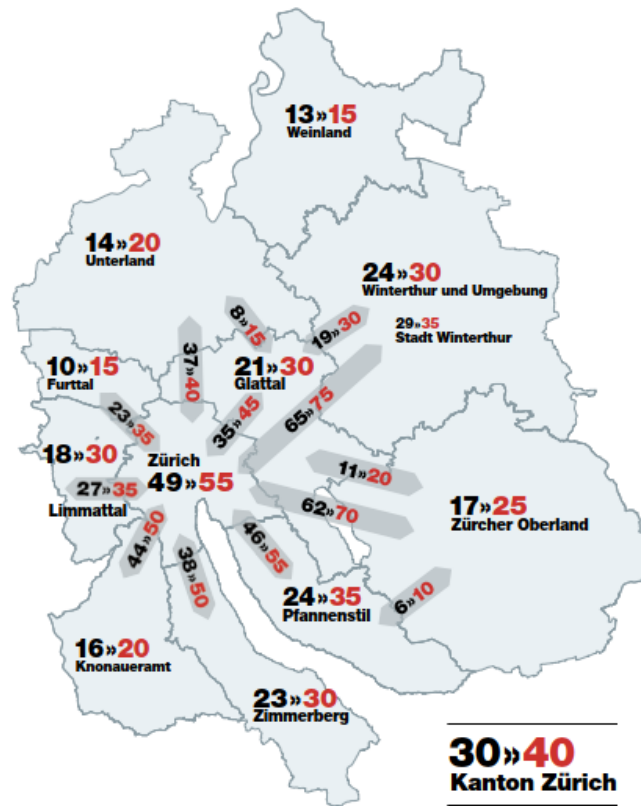 13»15
Weinland
14»20
Unterland
24»30
Winterthur und Umgebung
29»35
Stadt Winterthur
8»15
19»30
37»40
10»15
Furttal
21»30
Glattal
65»75
23»35
35»45
18»30
Zürich
49»55
11»20
27»35
Limmattal
62»70
17»25
Zürcher Oberland
44»50
46»55
38»50
24»35
Pfannenstil
6»10
16»20
Knonaueramt
23»30
Zimmerberg
30»40
Kanton Zürich